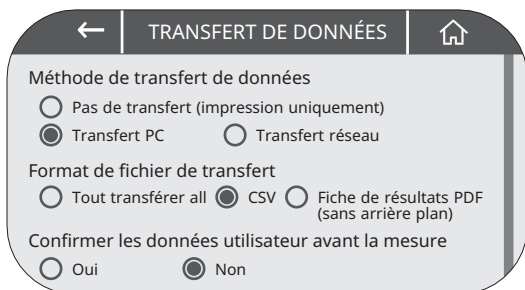 TRANSFERT DE DONNÉES
Méthode de transfert de données
Pas de transfert (impression uniquement)
Transfert PC Transfert réseau
Format de fichier de transfert
Tout transférer all CSV Fiche de résultats PDF
(sans arrière plan)
Confirmer les données utilisateur avant la mesure
Oui Non